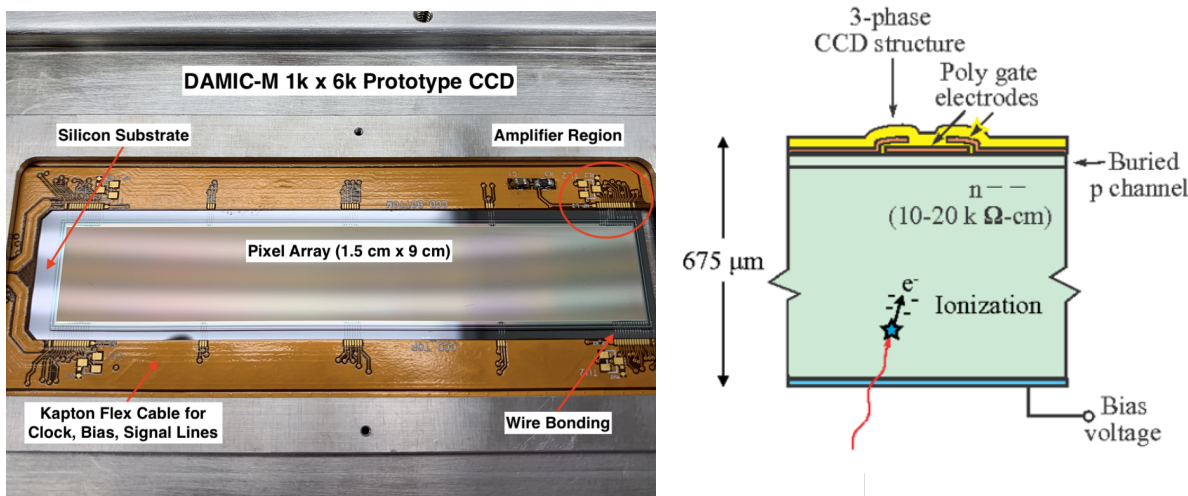 DAMIC-M 1k x 6k Prototype CCD
Silicon Substrate
Amplifier Region
Pixel Array (1.5 cm x 9 cm)
Kapton Flex Cable for
Clock, Bias, Signal Lines
Wire Bonding
3-phase
CCD structure
Poly gate
electrodes
Buried
p channel
n⁻⁻
(10-20 k Ω-cm)
675 μm
e⁻
Ionization
Bias
voltage